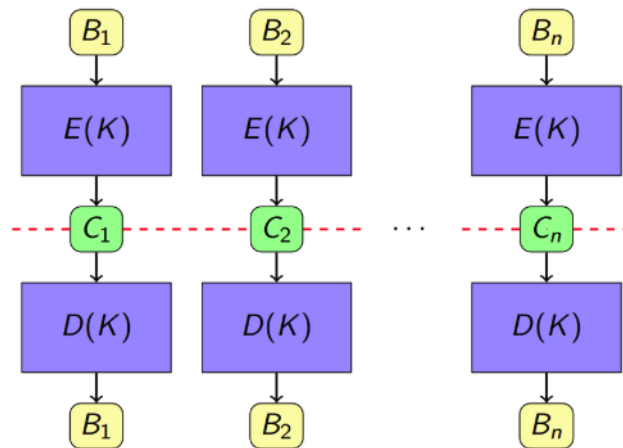 B₁ B₂ Bₙ
E(K) E(K) E(K)
C₁ C₂ ... Cₙ
D(K) D(K) D(K)
B₁ B₂ Bₙ